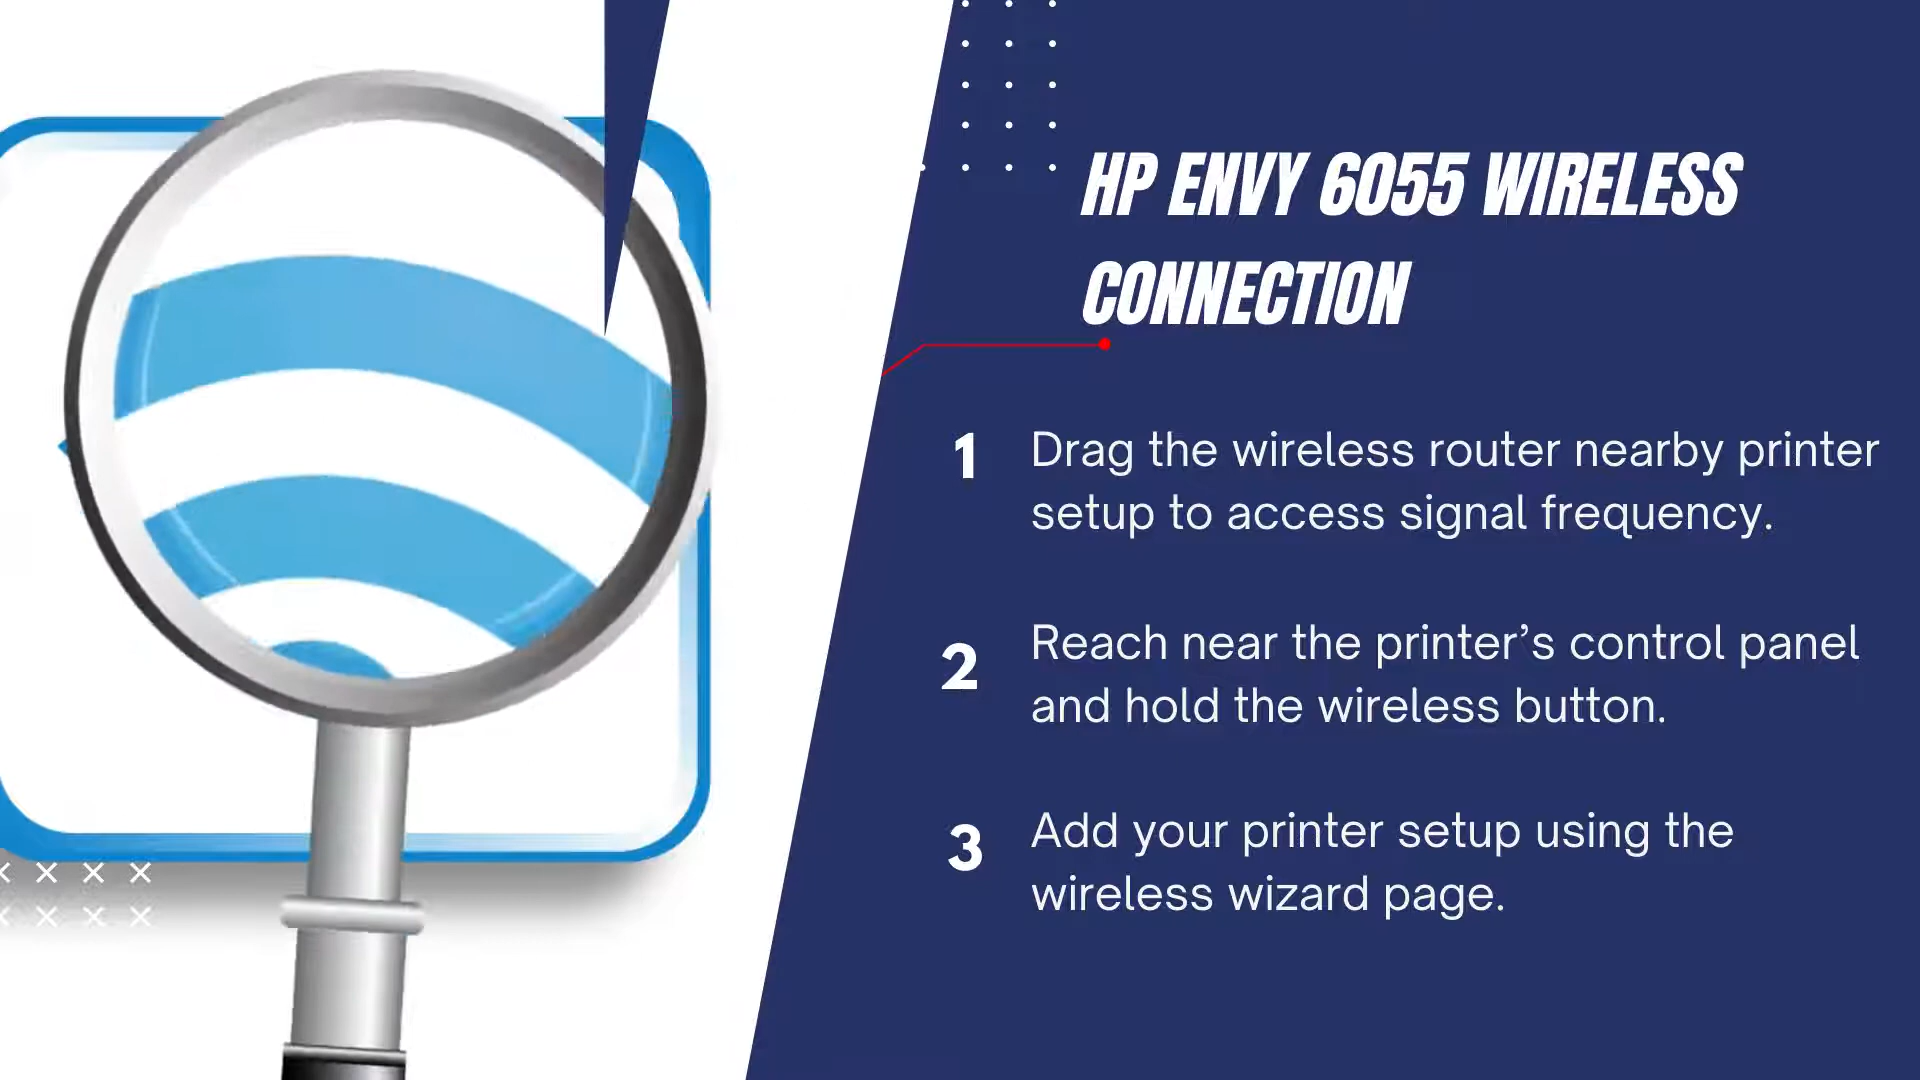 HP ENVY 6055 WIRELESS
CONNECTION
1 Drag the wireless router nearby printer
setup to access signal frequency.
2 Reach near the printer’s control panel
and hold the wireless button.
3 Add your printer setup using the
wireless wizard page.